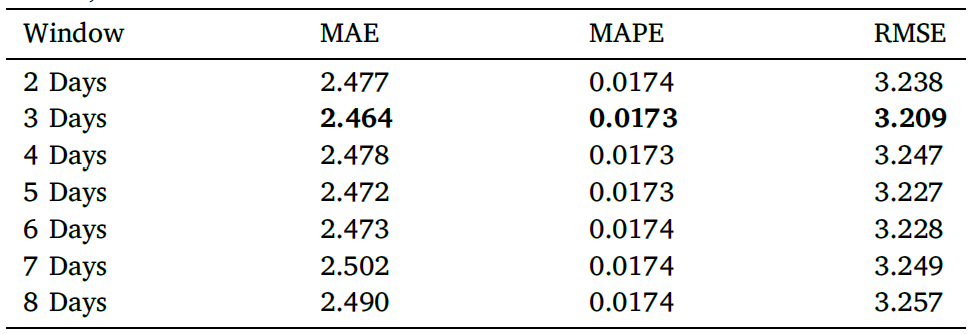 Window MAE MAPE RMSE
2 Days 2.477 0.0174 3.238
3 Days 2.464 0.0173 3.209
4 Days 2.478 0.0173 3.247
5 Days 2.472 0.0173 3.227
6 Days 2.473 0.0174 3.228
7 Days 2.502 0.0174 3.249
8 Days 2.490 0.0174 3.257